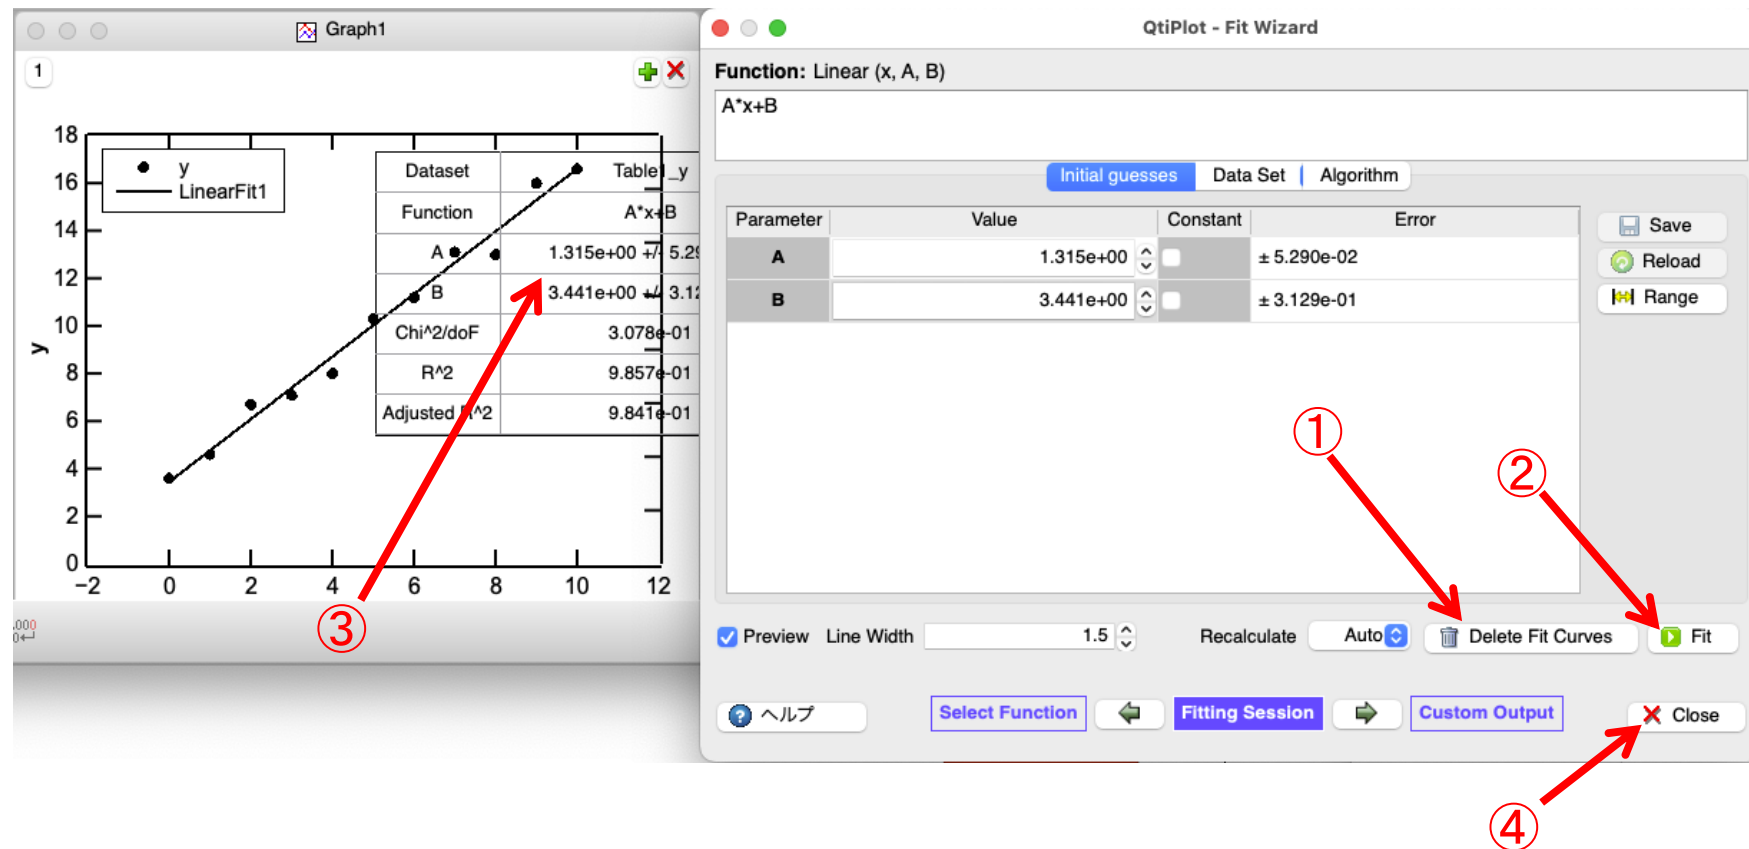 Graph1
1
18
16
14
12
10
8
6
4
2
0
−2 0 2 4 6 8 10 12
y
y
LinearFit1
Dataset Table1_y
Function A*x+B
A 1.315e+00 +/- 5.29
B 3.441e+00 +/- 3.12
Chi^2/doF 3.078e-01
R^2 9.857e-01
Adjusted R^2 9.841e-01
③
QtiPlot - Fit Wizard
Function: Linear (x, A, B)
A*x+B
Initial guesses Data Set Algorithm
Parameter Value Constant Error
A 1.315e+00 ± 5.290e-02
B 3.441e+00 ± 3.129e-01
Save
Reload
Range
①
②
Preview Line Width 1.5 Recalculate Auto Delete Fit Curves Fit
ヘルプ Select Function Fitting Session Custom Output Close
④